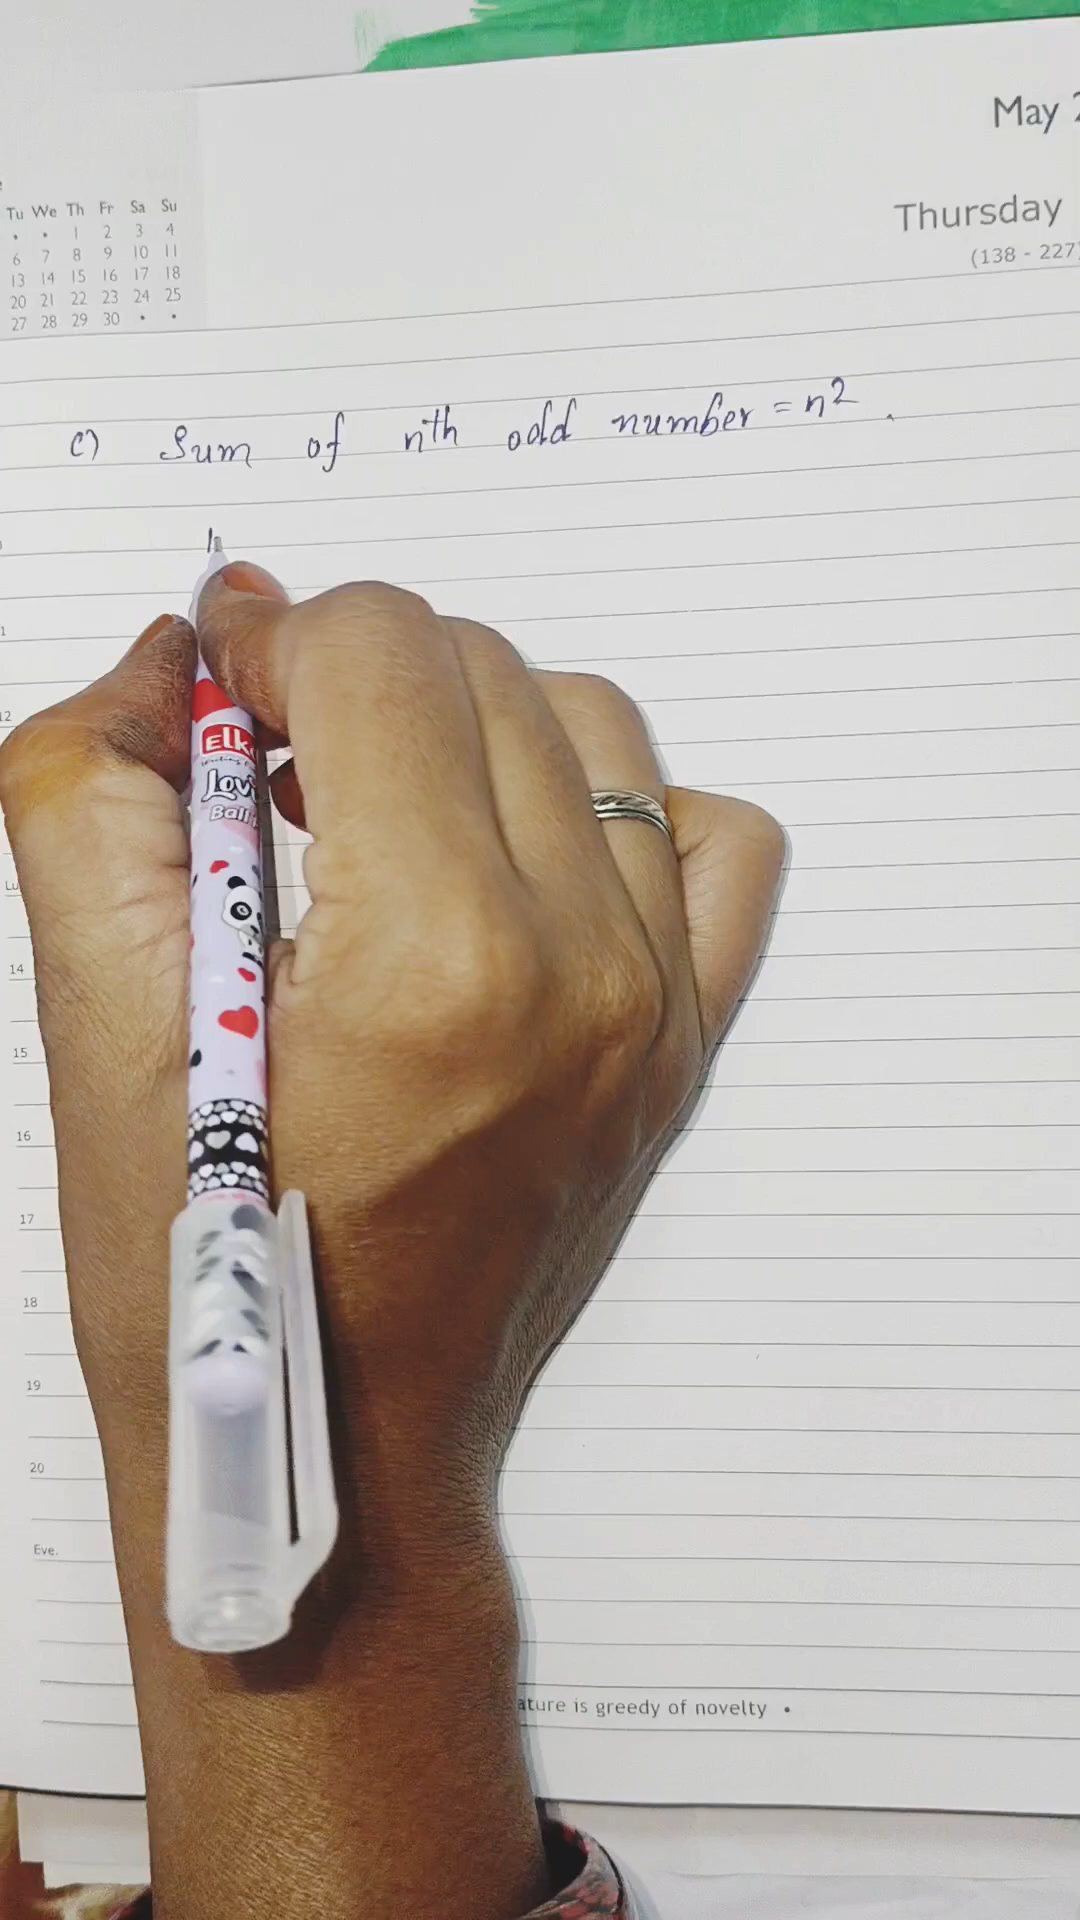 May
Thursday
(138 - 227)
Tu We Th Fr Sa Su
• • 1 2 3 4
6 7 8 9 10 11
13 14 15 16 17 18
20 21 22 23 24 25
27 28 29 30 • •
c) Sum of nth odd number = n².
1
12
Elk
Lov
Ball
Lu
14
15
16
17
18
19
20
Eve.
ature is greedy of novelty •